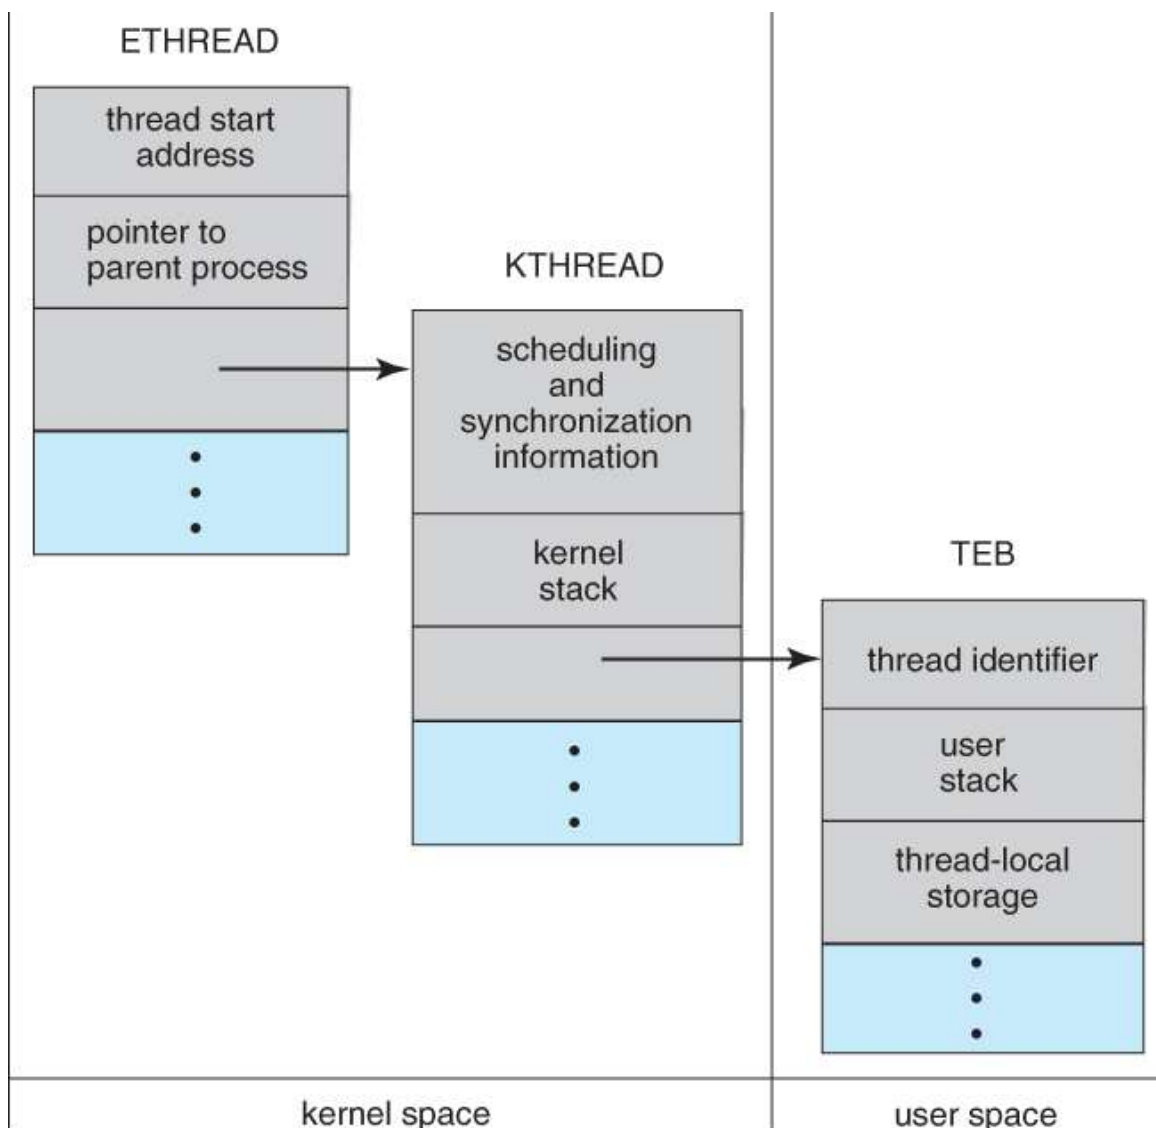 ETHREAD
thread start
address
pointer to
parent process
KTHREAD
scheduling
and
synchronization
information
kernel
stack
TEB
thread identifier
user
stack
thread-local
storage
kernel space
user space